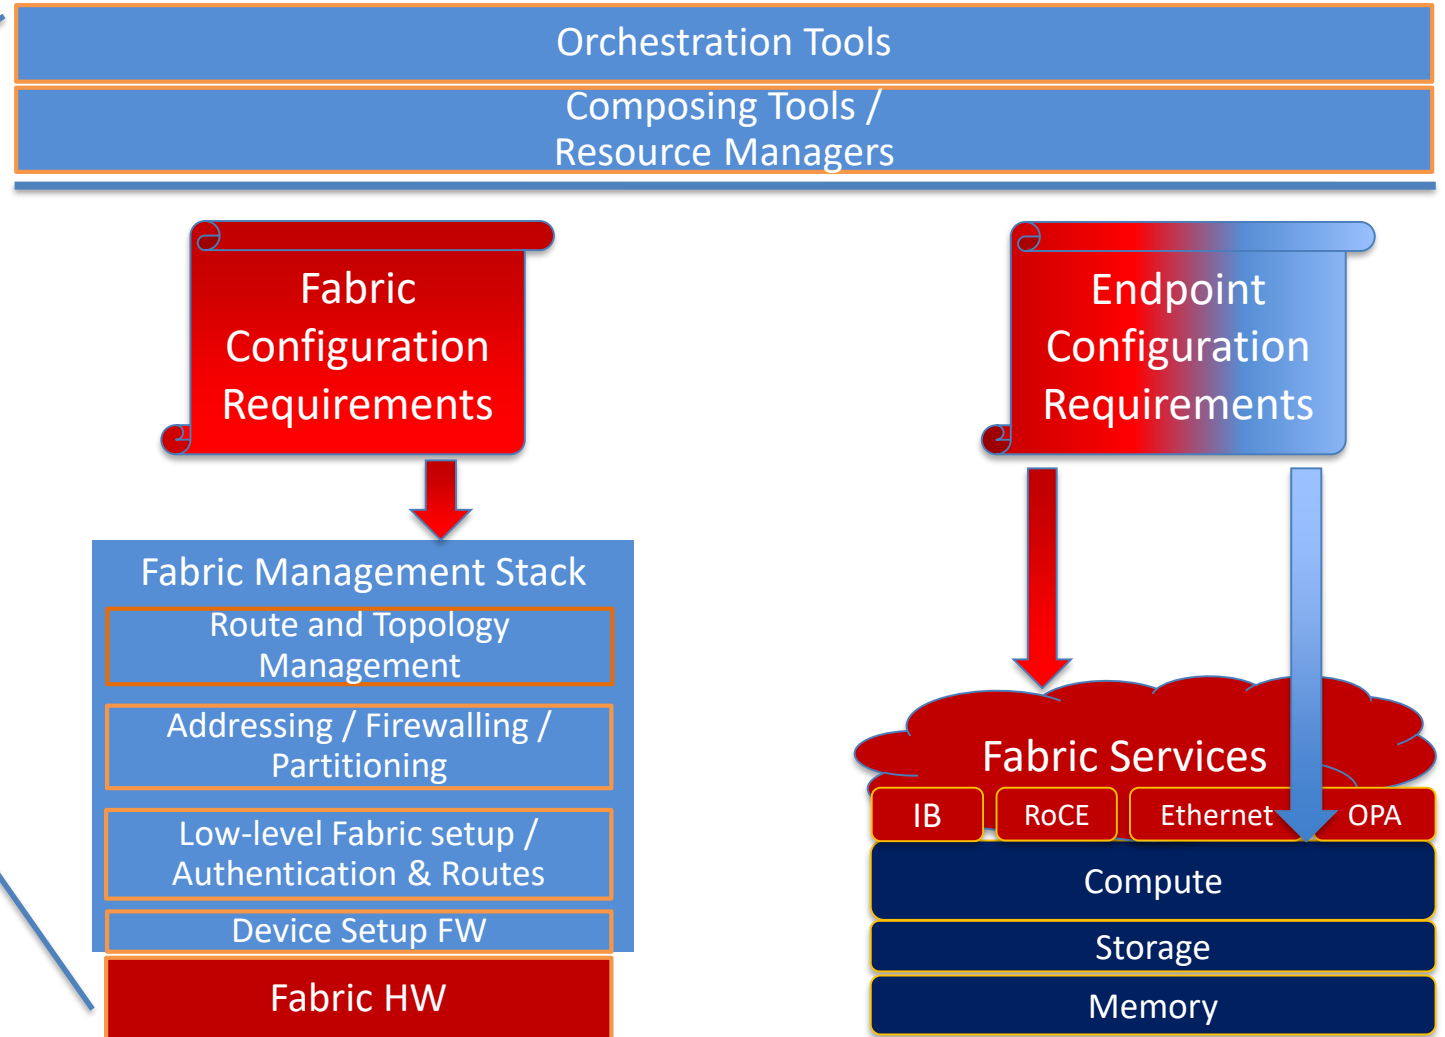 Orchestration Tools
Composing Tools /
Resource Managers
Fabric
Configuration
Requirements
Endpoint
Configuration
Requirements
Fabric Management Stack
Route and Topology
Management
Addressing / Firewalling /
Partitioning
Low-level Fabric setup /
Authentication & Routes
Device Setup FW
Fabric HW
Fabric Services
IB
RoCE
Ethernet
OPA
Compute
Storage
Memory